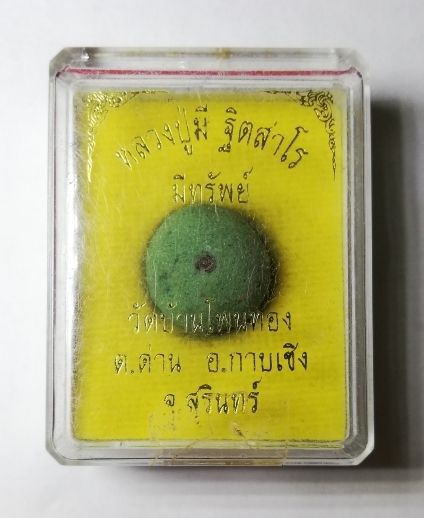 หลวงปู่มี ฐิตสาโร
มีทรัพย์
วัดบ้านโพนทอง
ต.ด่าน อ.กาบเชิง
จ.สุรินทร์